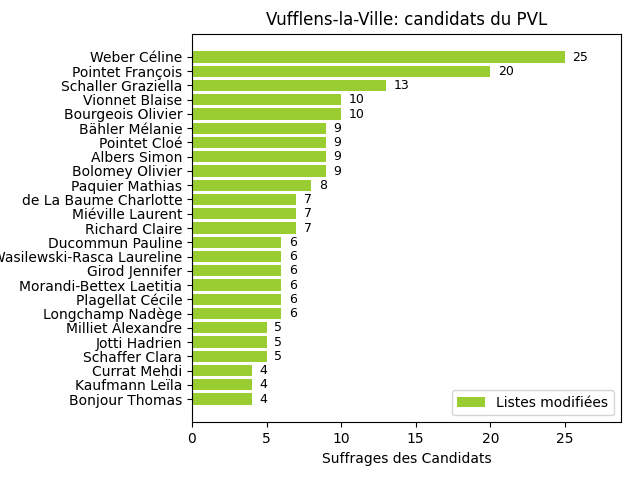 Vufflens-la-Ville: candidats du PVL
Weber Céline 25
Pointet François 20
Schaller Graziella 13
Vionnet Blaise 10
Bourgeois Olivier 10
Bähler Mélanie 9
Pointet Cloé 9
Albers Simon 9
Bolomey Olivier 9
Paquier Mathias 8
de La Baume Charlotte 7
Miéville Laurent 7
Richard Claire 7
Ducommun Pauline 6
Wasilewski-Rasca Laureline 6
Girod Jennifer 6
Morandi-Bettex Laetitia 6
Plagellat Cécile 6
Longchamp Nadège 6
Milliet Alexandre 5
Jotti Hadrien 5
Schaffer Clara 5
Currat Mehdi 4
Kaufmann Leïla 4
Bonjour Thomas 4
Listes modifiées
0 5 10 15 20 25
Suffrages des Candidats